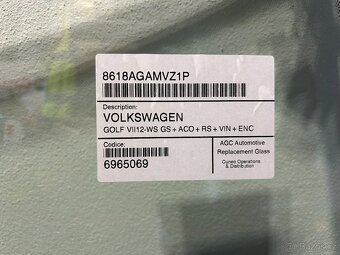 8618AGAMVZ1P
Description:
VOLKSWAGEN
GOLF VII12-WS GS+ACO+RS+VIN+ENC
Codice:
6965069
AGC Automotive
Replacement Glass
Cuneo Operations
& Distribution